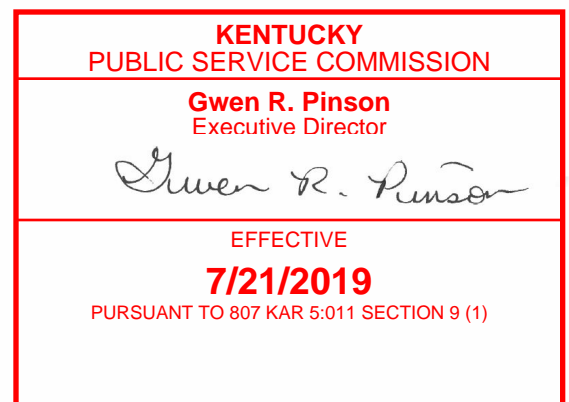 KENTUCKY
PUBLIC SERVICE COMMISSION
Gwen R. Pinson
Executive Director
Gwen R. Pinson
EFFECTIVE
7/21/2019
PURSUANT TO 807 KAR 5:011 SECTION 9 (1)